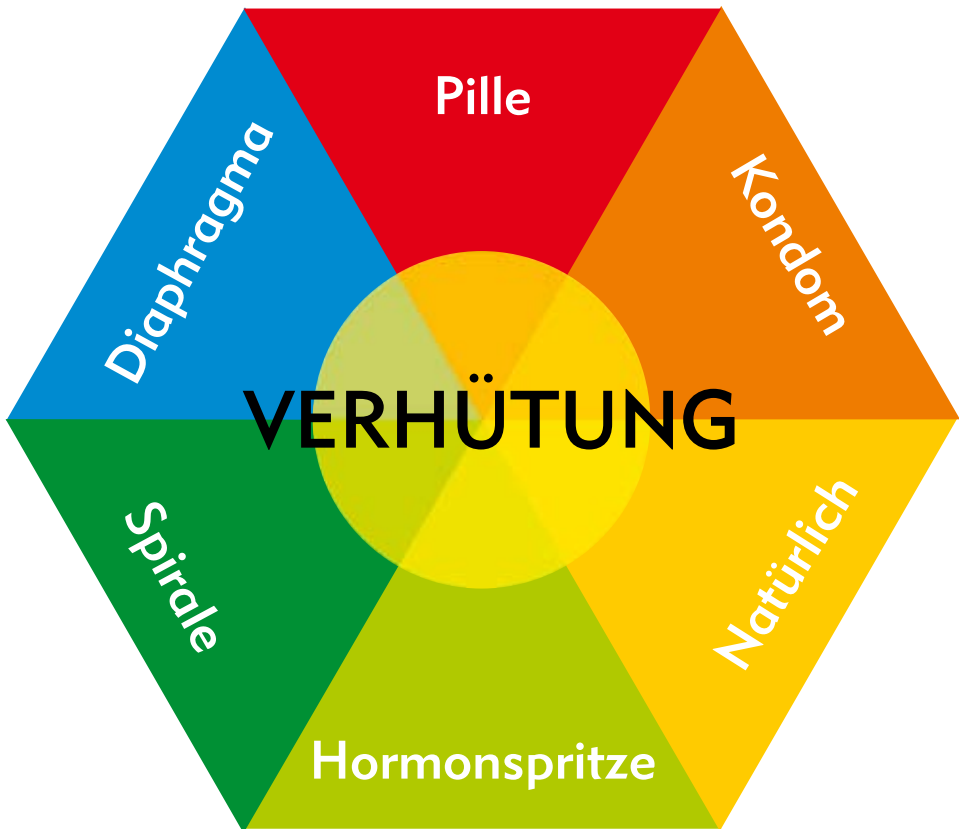 Pille
Kondom
Diaphragma
VERHÜTUNG
Spirale
Natürlich
Hormonspritze